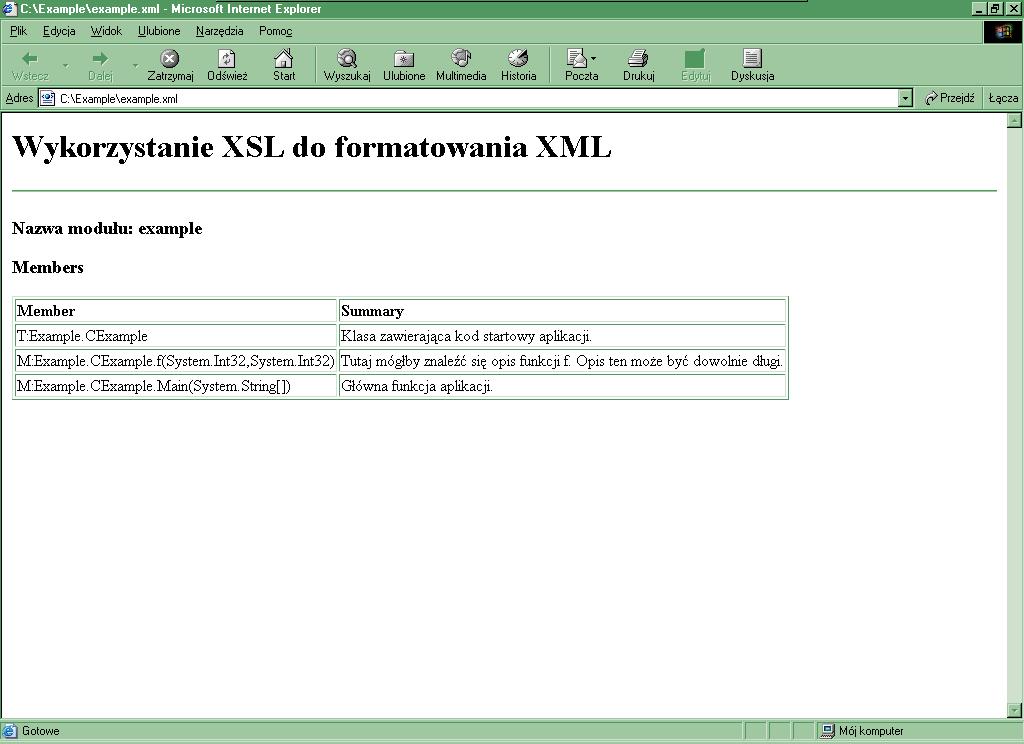 C:\Example\example.xml - Microsoft Internet Explorer
Plik Edycja Widok Ulubione Narzędzia Pomoc
Wstecz Dalej Zatrzymaj Odśwież Start Wyszukaj Ulubione Multimedia Historia Poczta Drukuj Edytuj Dyskusja
Adres C:\Example\example.xml Przejdź Łącza
Wykorzystanie XSL do formatowania XML
Nazwa modułu: example
Members
Member Summary
T:Example.CExample Klasa zawierająca kod startowy aplikacji.
M:Example.CExample.f(System.Int32,System.Int32) Tutaj mógłby znaleźć się opis funkcji f. Opis ten może być dowolnie długi.
M:Example.CExample.Main(System.String[]) Główna funkcja aplikacji.
Gotowe Mój komputer